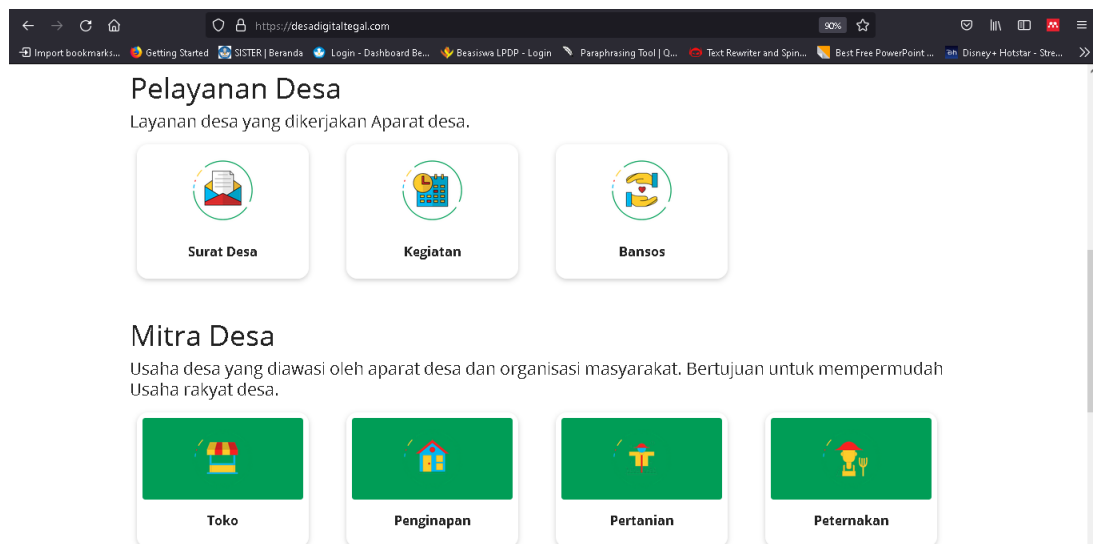 https://desadigitaltegal.com
90%
Import bookmarks... Getting Started SISTER | Beranda Login - Dashboard Be... Beasiswa LPDP - Login Paraphrasing Tool | Q... Text Rewriter and Spin... Best Free PowerPoint ... Disney+ Hotstar - Stre...
Pelayanan Desa
Layanan desa yang dikerjakan Aparat desa.
Surat Desa Kegiatan Bansos
Mitra Desa
Usaha desa yang diawasi oleh aparat desa dan organisasi masyarakat. Bertujuan untuk mempermudah
Usaha rakyat desa.
Toko Penginapan Pertanian Peternakan